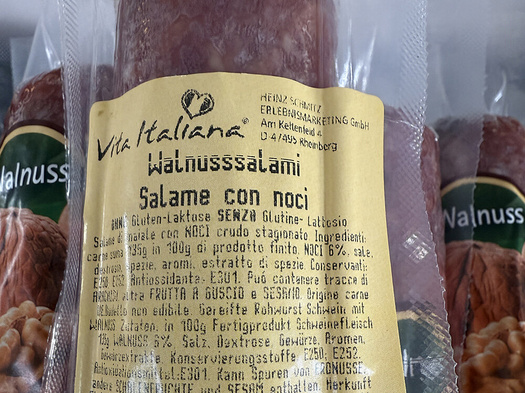 Vita Italiana®
HEINZ SCHMITZ
ERLEBNISMARKETING GmbH
Am Keltenfeld 4
D-47495 Rheinberg
Walnusssalami
Salame con noci
OHNE Gluten-Laktose SENZA Glutine- Lattosio
Salame di maiale con NOCI crudo stagionato Ingredienti:
carne suina 135g in 100g di prodotto finito, NOCI 6%, sale,
destrosio, spezie, aromi, estratto di spezie. Conservanti:
E250, E252. Antiossidante: E301. Può contenere tracce di
ARACHIDI, altra FRUTTA A GUSCIO e SESAMO. Origine carne
UE. Budello non edibile. Gereifte Rohwurst Schwein mit
WALNUSS Zutaten: in 100g Fertigprodukt Schweinefleisch
WALNUSS 6%, Salz, Dextrose, Gewürze, Aromen,
Gewürzextrakte, Konservierungsstoffe: E250, E252.
Antioxidationsmittel: E301. Kann Spuren von ERDNÜSSE,
andere SCHALENFRÜCHTE und SESAM enthalten. Herkunft
Walnuss
Walnuss